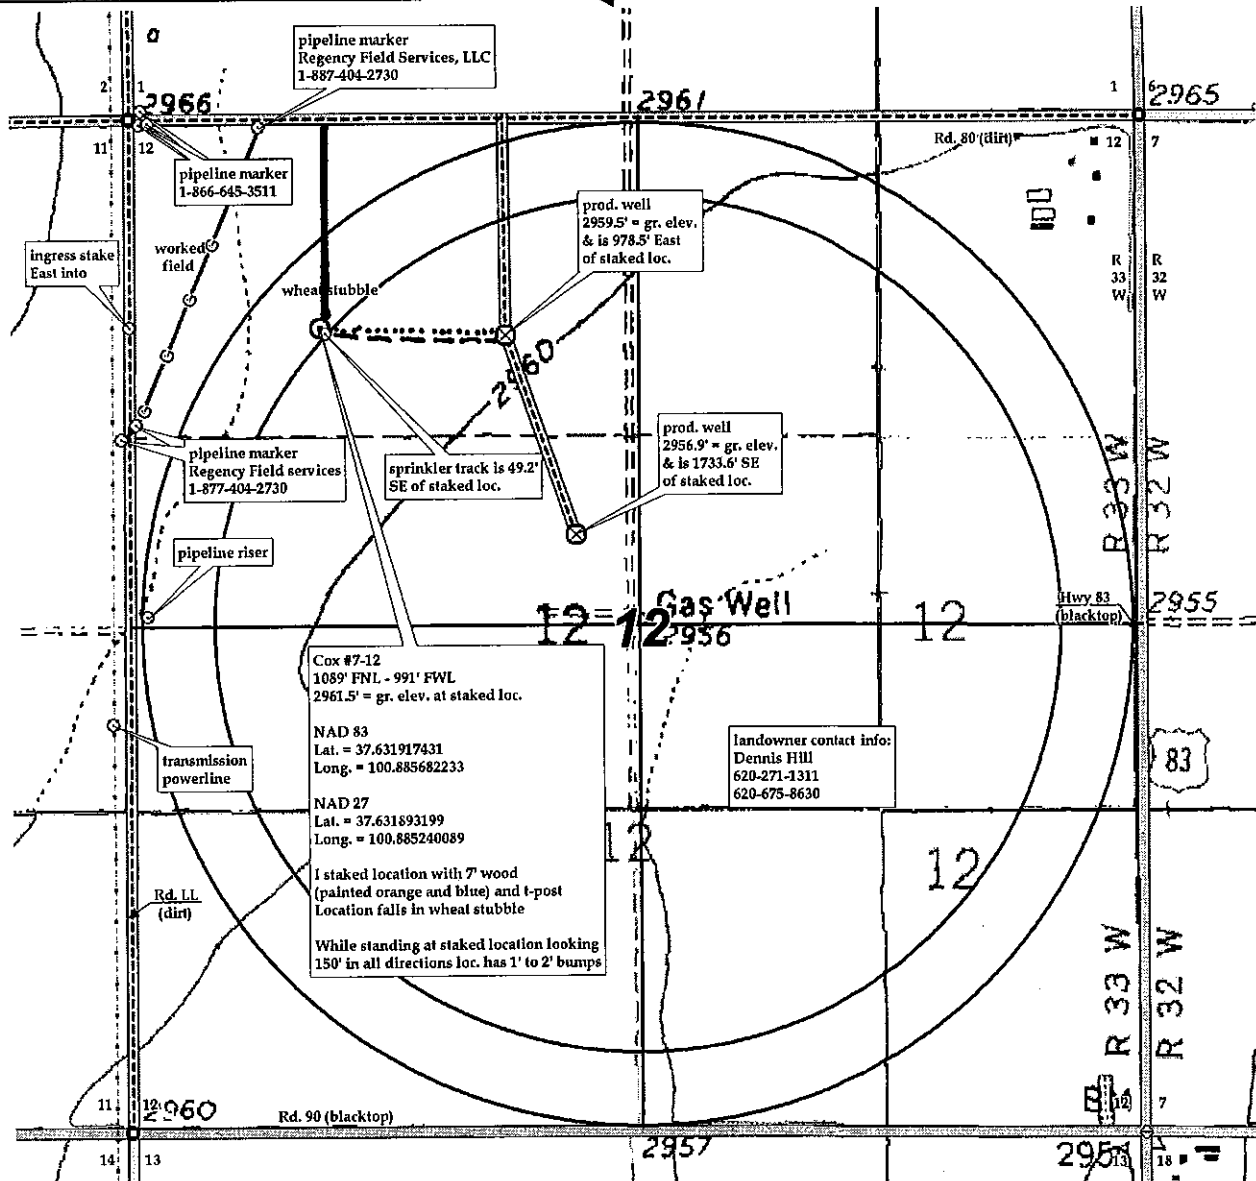 a
pipeline marker
Regency Field Services, LLC
1-887-404-2730
2 1
2966
2961
1 6
2965
11 12
Rd. 80 (dirt)
12 7
pipeline marker
1-866-645-3511
prod. well
2959.5' = gr. elev.
& is 978.5' East
of staked loc.
ingress stake
East into
worked
field
wheat stubble
R R
33 32
W W
2960
prod. well
2956.9' = gr. elev.
& is 1733.6' SE
of staked loc.
pipeline marker
Regency Field services
1-877-404-2730
sprinkler track is 49.2'
SE of staked loc.
R 33 W
R 32 W
pipeline riser
Gas Well
2956
12
12
12
Hwy 83
(blacktop)
2955
Cox #7-12
1089' FNL - 991' FWL
2961.5' = gr. elev. at staked loc.
NAD 83
Lat. = 37.631917431
Long. = 100.885682233
NAD 27
Lat. = 37.631893199
Long. = 100.885240089
I staked location with 7' wood
(painted orange and blue) and t-post
Location falls in wheat stubble
While standing at staked location looking
150' in all directions loc. has 1' to 2' bumps
landowner contact info:
Dennis Hill
620-271-1311
620-675-8630
transmission
powerline
83
12
12
Rd. LL
(dirt)
R 33 W
R 32 W
11 12
2960
Rd. 90 (blacktop)
12 7
2957
14 13
13 18